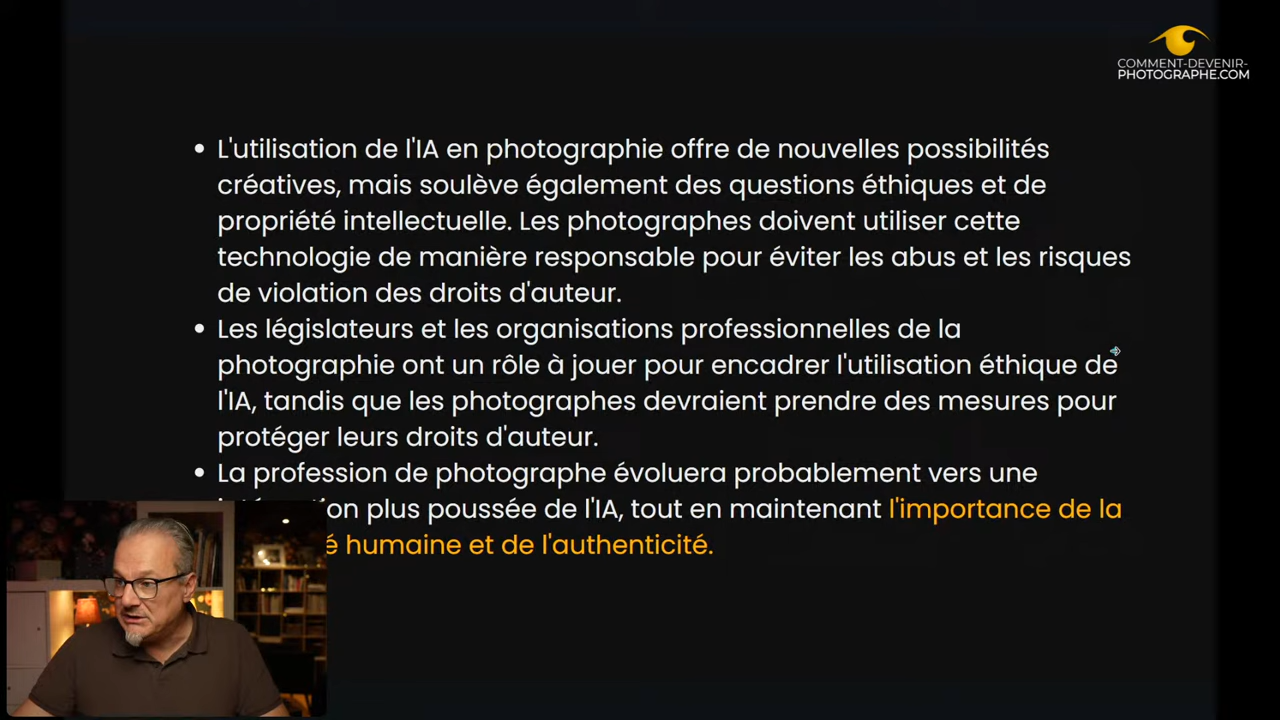 COMMENT-DEVENIR-
PHOTOGRAPHE.COM
• L'utilisation de l'IA en photographie offre de nouvelles possibilités
créatives, mais soulève également des questions éthiques et de
propriété intellectuelle. Les photographes doivent utiliser cette
technologie de manière responsable pour éviter les abus et les risques
de violation des droits d'auteur.
• Les législateurs et les organisations professionnelles de la
photographie ont un rôle à jouer pour encadrer l'utilisation éthique de
l'IA, tandis que les photographes devraient prendre des mesures pour
protéger leurs droits d'auteur.
• La profession de photographe évoluera probablement vers une
plus poussée de l'IA, tout en maintenant l'importance de la
humaine et de l'authenticité.